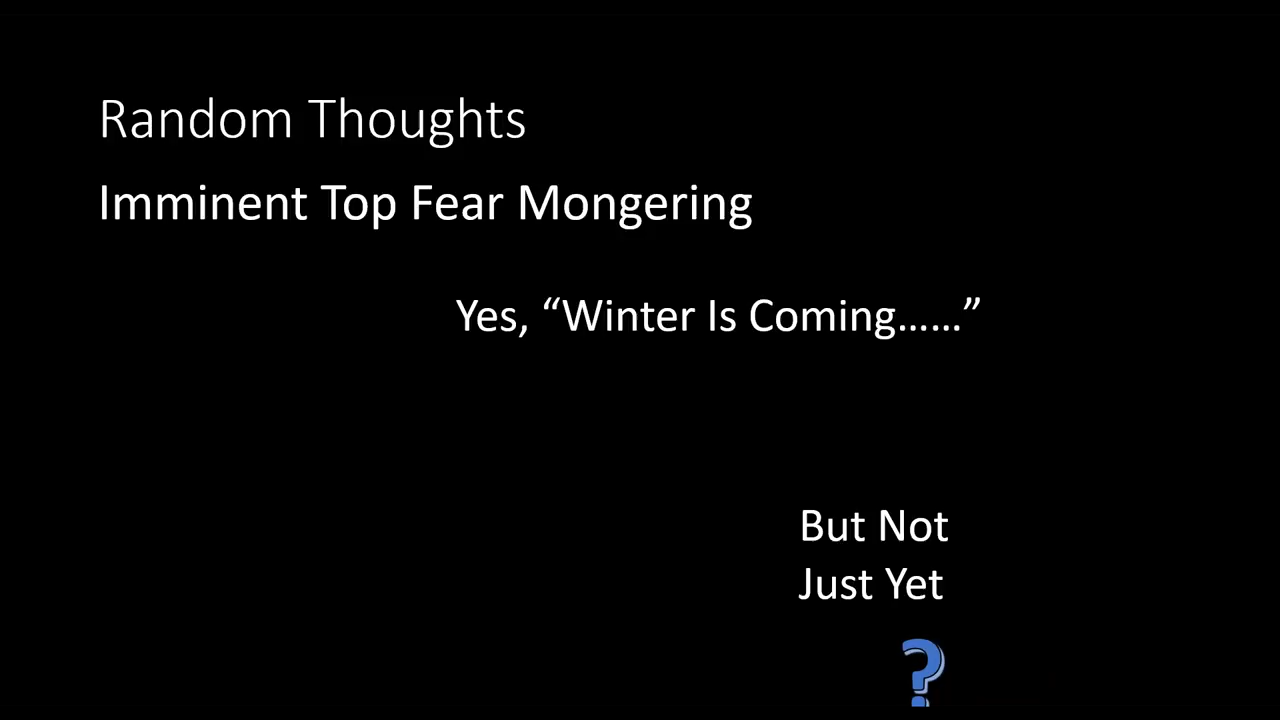 Random Thoughts
Imminent Top Fear Mongering
Yes, “Winter Is Coming……”
But Not
Just Yet
?